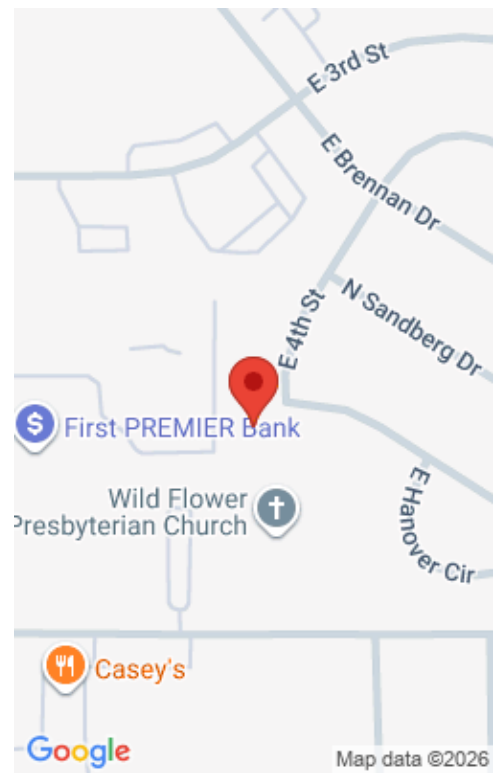 E 3rd St
E Brennan Dr
N Sandberg Dr
E 4th St
First PREMIER Bank
Wild Flower
Presbyterian Church
E Hanover Cir
Casey's
Google
Map data ©2026